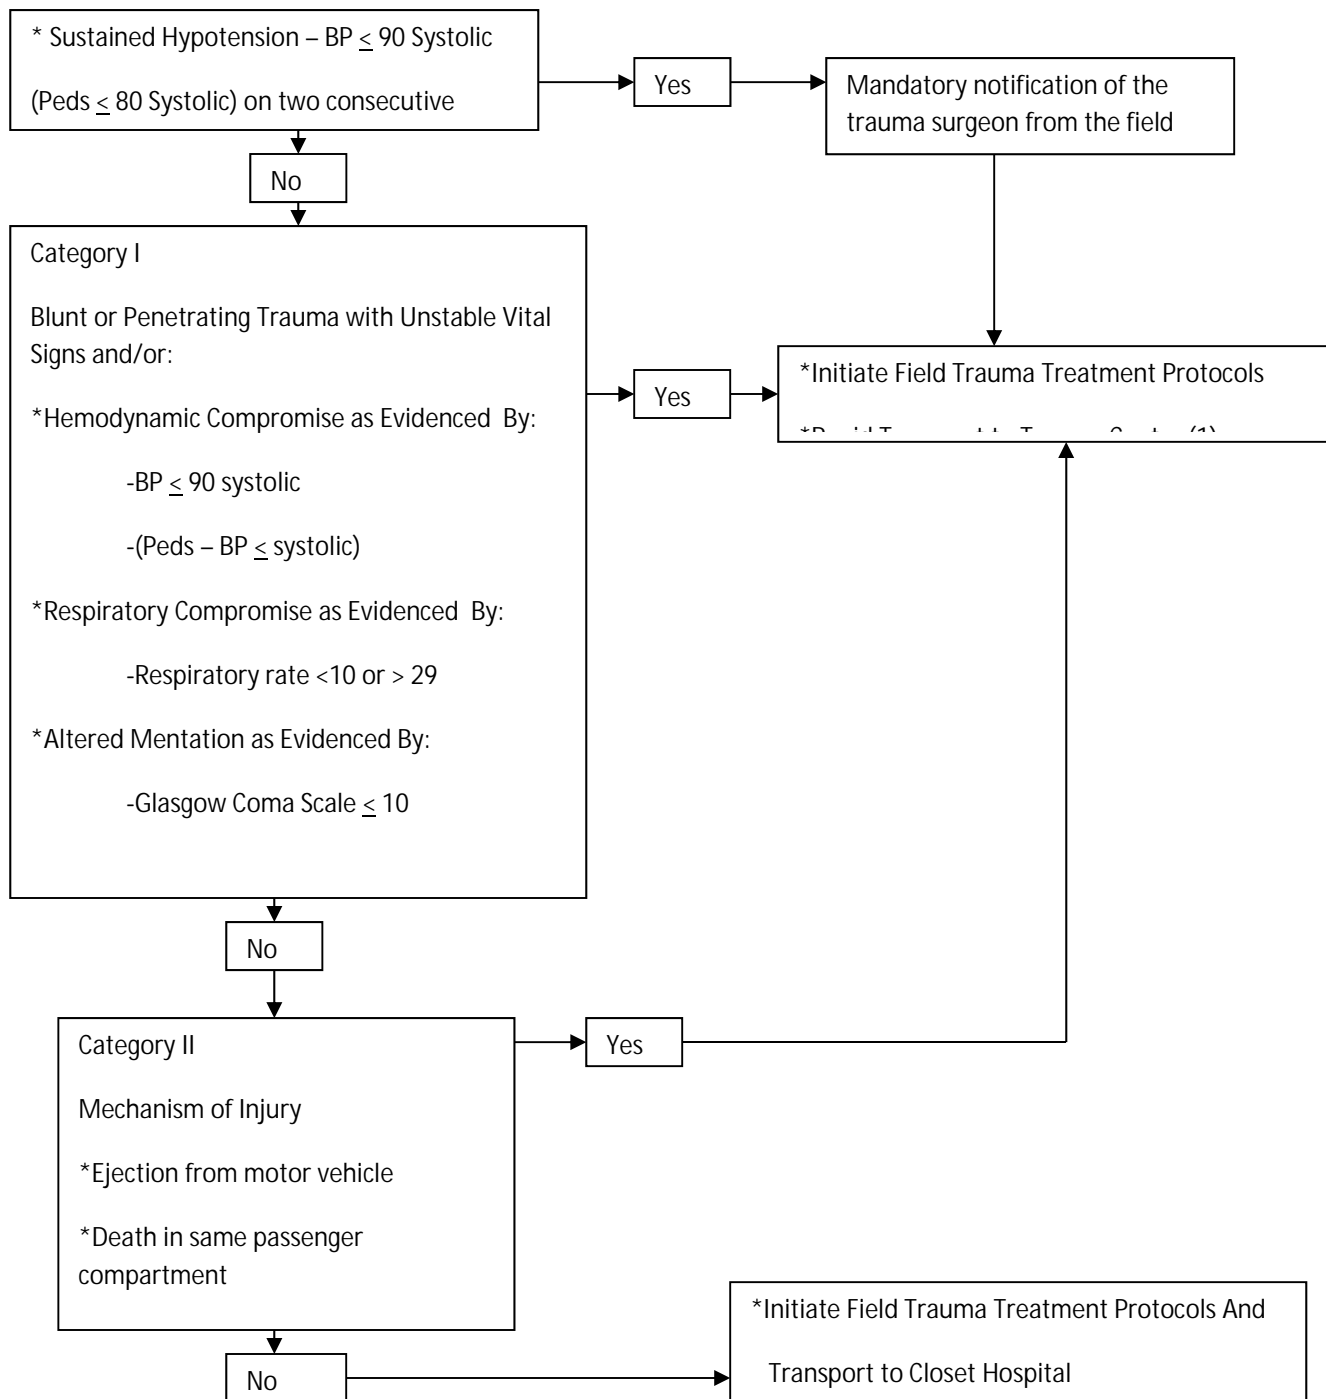 * Sustained Hypotension – BP ≤ 90 Systolic
(Peds ≤ 80 Systolic) on two consecutive
Yes
Mandatory notification of the
trauma surgeon from the field
No
Category I
Blunt or Penetrating Trauma with Unstable Vital
Signs and/or:
*Hemodynamic Compromise as Evidenced By:
-BP ≤ 90 systolic
-(Peds – BP ≤ systolic)
*Respiratory Compromise as Evidenced By:
-Respiratory rate <10 or > 29
*Altered Mentation as Evidenced By:
-Glasgow Coma Scale ≤ 10
Yes
*Initiate Field Trauma Treatment Protocols
No
Category II
Mechanism of Injury
*Ejection from motor vehicle
*Death in same passenger
compartment
Yes
No
*Initiate Field Trauma Treatment Protocols And
Transport to Closet Hospital